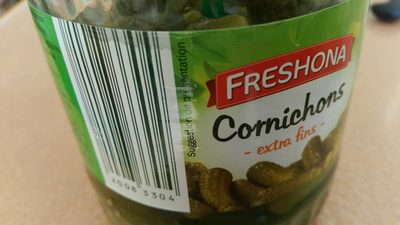 FRESHONA
Cornichons
- extra fins -
Suggestion de présentation
2008 3304